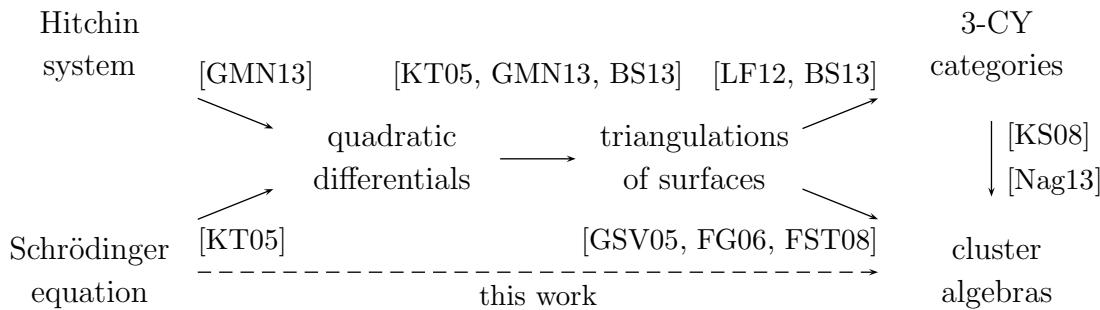 Hitchin
system
3-CY
categories
[GMN13]
[KT05, GMN13, BS13]
[LF12, BS13]
quadratic
differentials
triangulations
of surfaces
[KS08]
[Nag13]
[KT05]
[GSV05, FG06, FST08]
Schrödinger
equation
cluster
algebras
this work